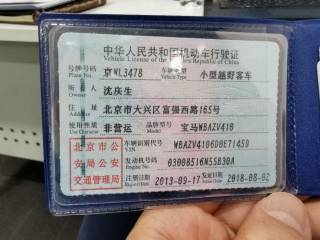 中华人民共和国机动车行驶证
Vehicle License of the People's Republic of China
号牌号码 京NL3478 车辆类型 小型越野客车
Plate No. Vehicle Type
所有人 沈庆生
Owner
住址 北京市大兴区富强西路165号
Address
使用性质 非营运 品牌型号 宝马WBAZV410
Use Character Model
北京市公 车辆识别代号 WBAZV4106D0E71459
VIN
安局公安 发动机号码 03008516N55B30A
Engine No.
交通管理局 注册日期 2013-09-17 发证日期 2018-08-02
Register Date Issue Date